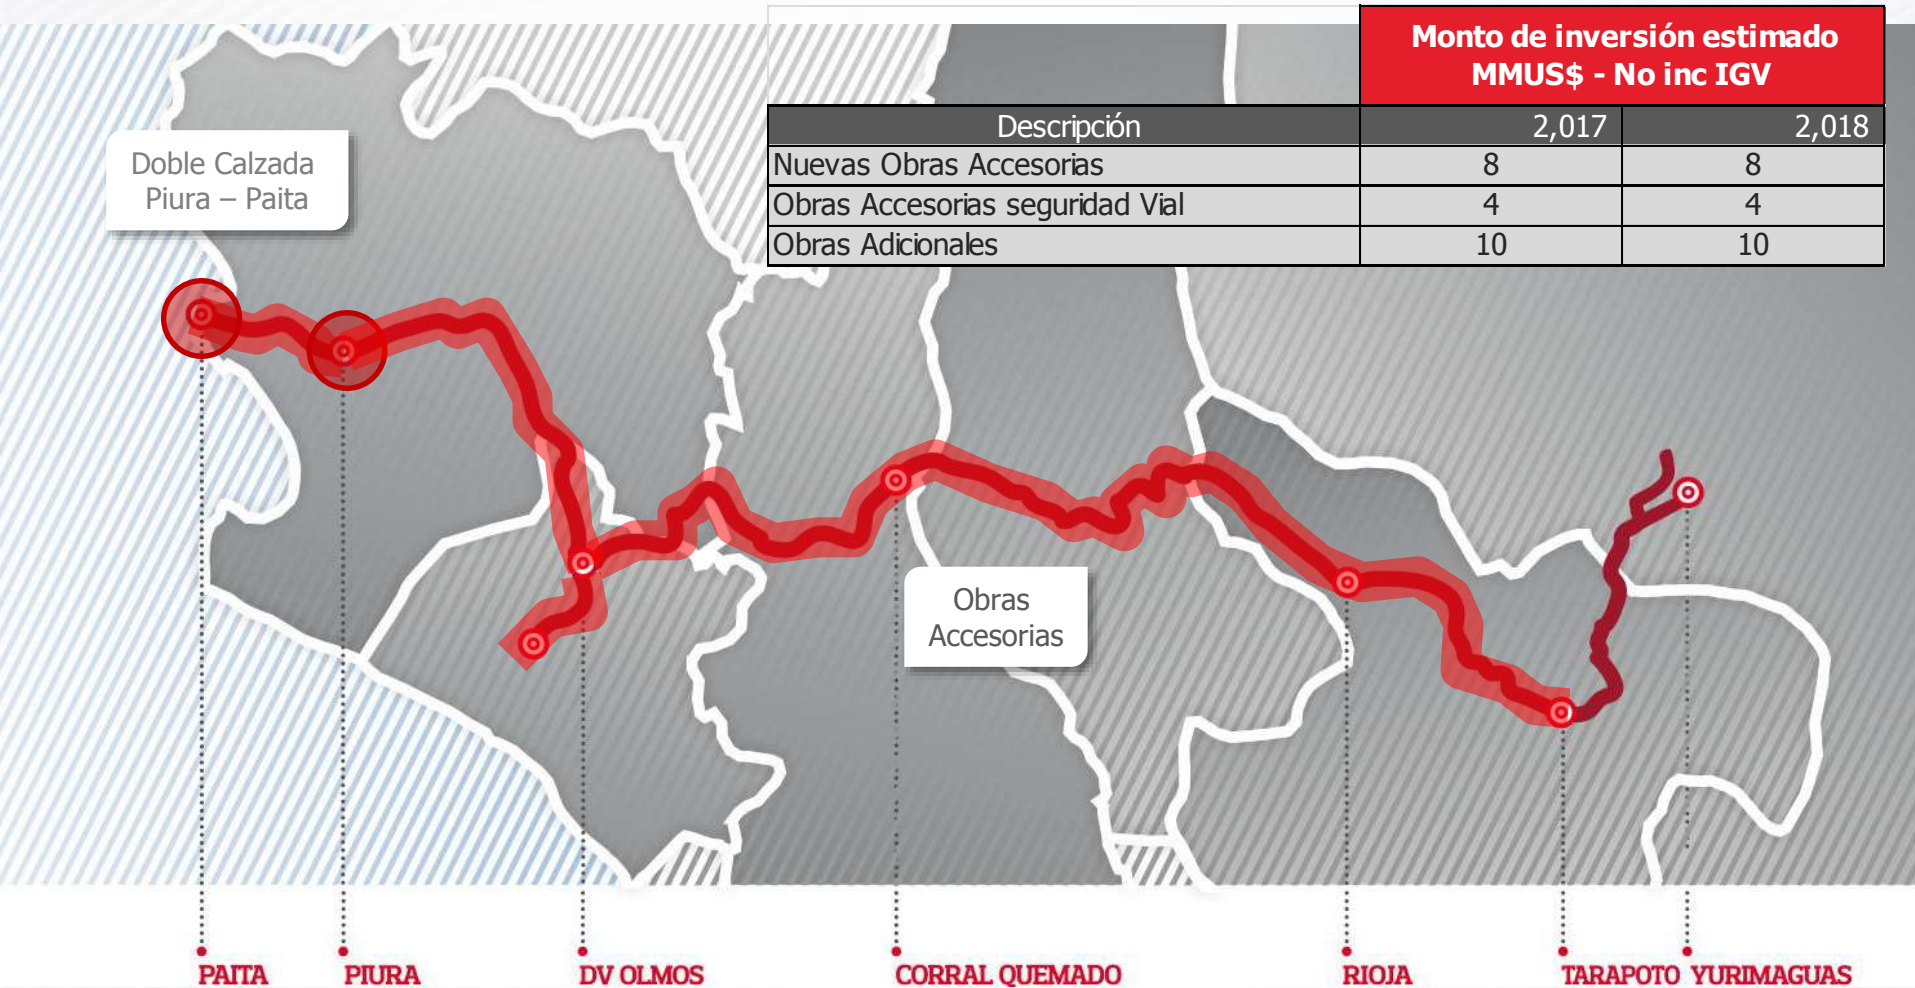 Monto de inversión estimado
MMUS$ - No inc IGV
Descripción 2,017 2,018
Nuevas Obras Accesorias 8 8
Obras Accesorias seguridad Vial 4 4
Obras Adicionales 10 10
Doble Calzada
Piura – Paita
Obras
Accesorias
PAITA PIURA DV OLMOS CORRAL QUEMADO RIOJA TARAPOTO YURIMAGUAS